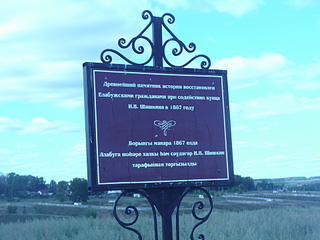 Древнейший памятник истории восстановлен
Елабужскими гражданами при содействии купца
И.В. Шишкина в 1867 году
Борынгы манара 1867 елда
Алабуга шәһәре халкы һәм сәүдәгәр И.В. Шишкин
тарафыннан торгызылды